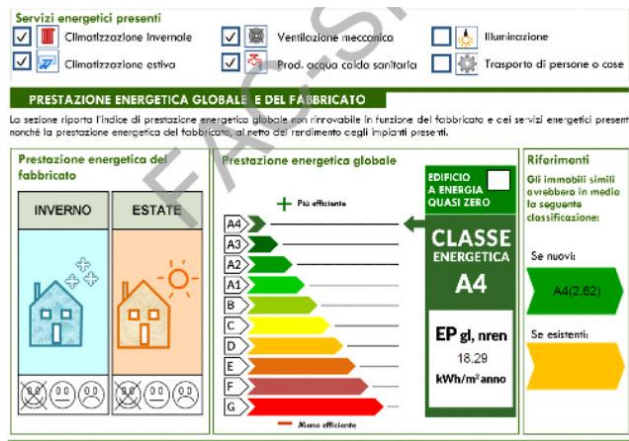 Servizi energetici presenti
Climatizzazione invernale
Ventilazione meccanica
Illuminazione
Climatizzazione estiva
Prod. acqua calda sanitaria
Trasporto di persone o cose
PRESTAZIONE ENERGETICA GLOBALE E DEL FABBRICATO
La sezione riporta l'indice di prestazione energetica globale non rinnovabile in funzione del fabbricato e dei servizi energetici present
nonché la prestazione energetica del fabbricato, al netto del rendimento degli impianti presenti.
Prestazione energetica del
fabbricato
INVERNO
ESTATE
Prestazione energetica globale
Più efficiente
A4
A3
A2
A1
B
C
D
E
F
G
Meno efficiente
EDIFICIO
A ENERGIA
QUASI ZERO
CLASSE
ENERGETICA
A4
EP gl, nren
18.29
kWh/m² anno
Riferimenti
Gli immobili simili
avrebbero in media
la seguente
classificazione:
Se nuovi:
A4(2,62)
Se esistenti:
FAC-S